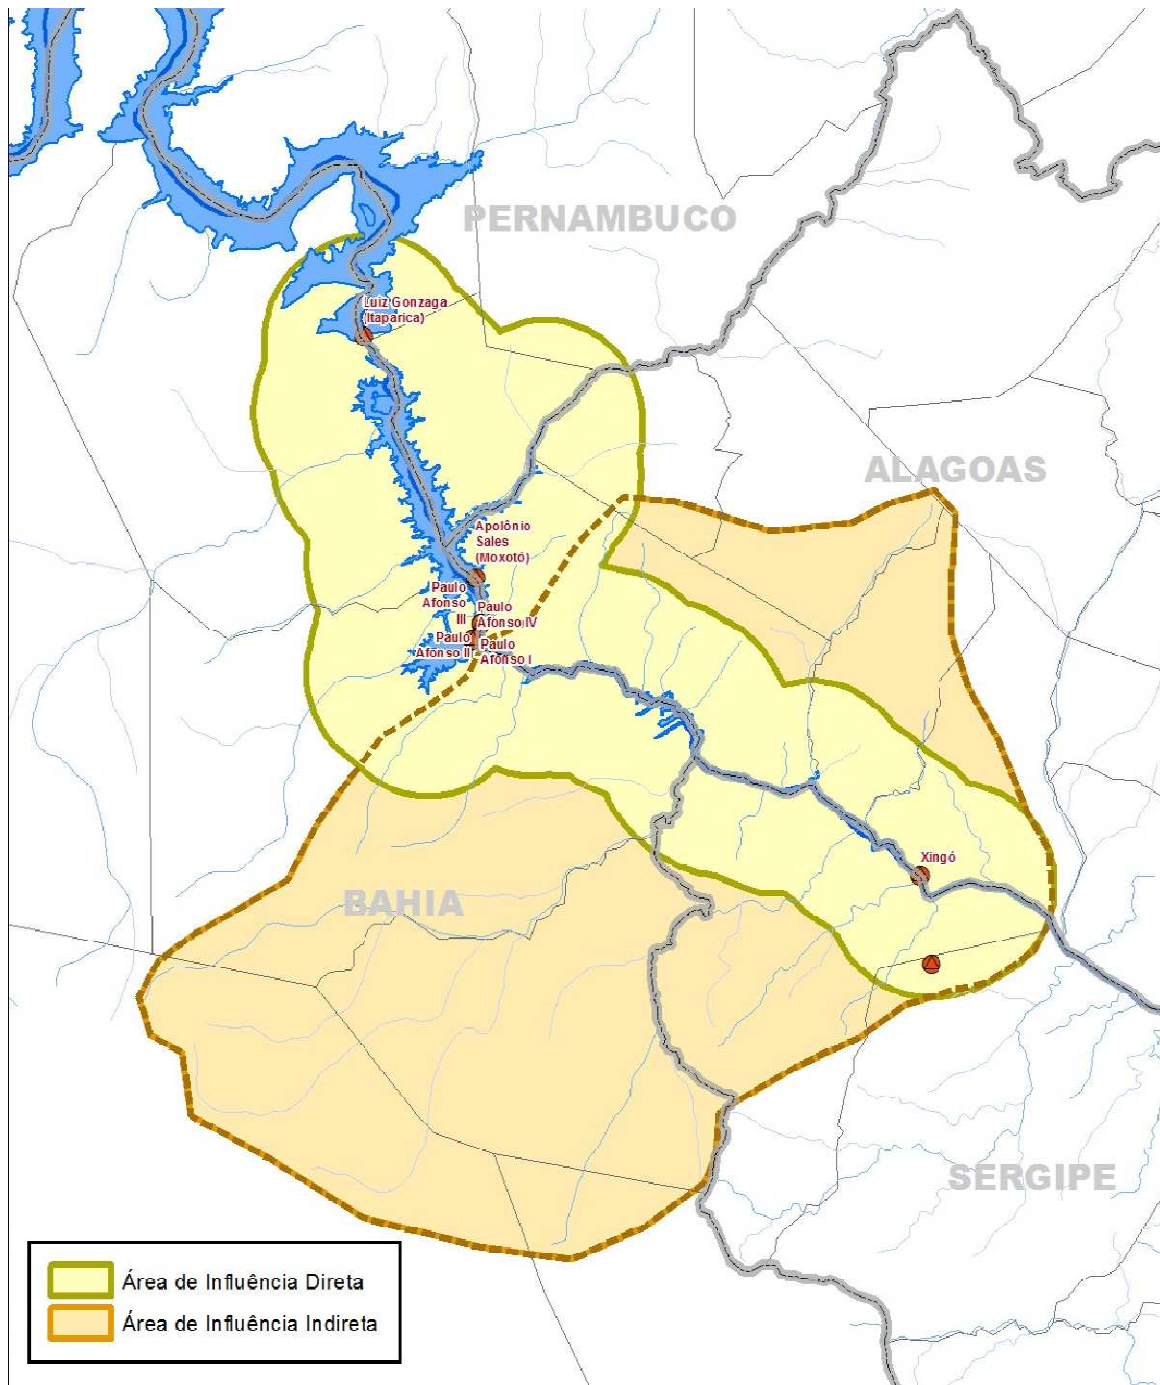 PERNAMBUCO
Luiz Gonzaga
(Itaparica)
ALAGOAS
Apolônio
Sales
(Moxotó)
Paulo
Afonso
III
Paulo
Afonso IV
Paulo
Afonso II
Paulo
Afonso I
Xingó
BAHIA
SERGIPE
Área de Influência Direta
Área de Influência Indireta